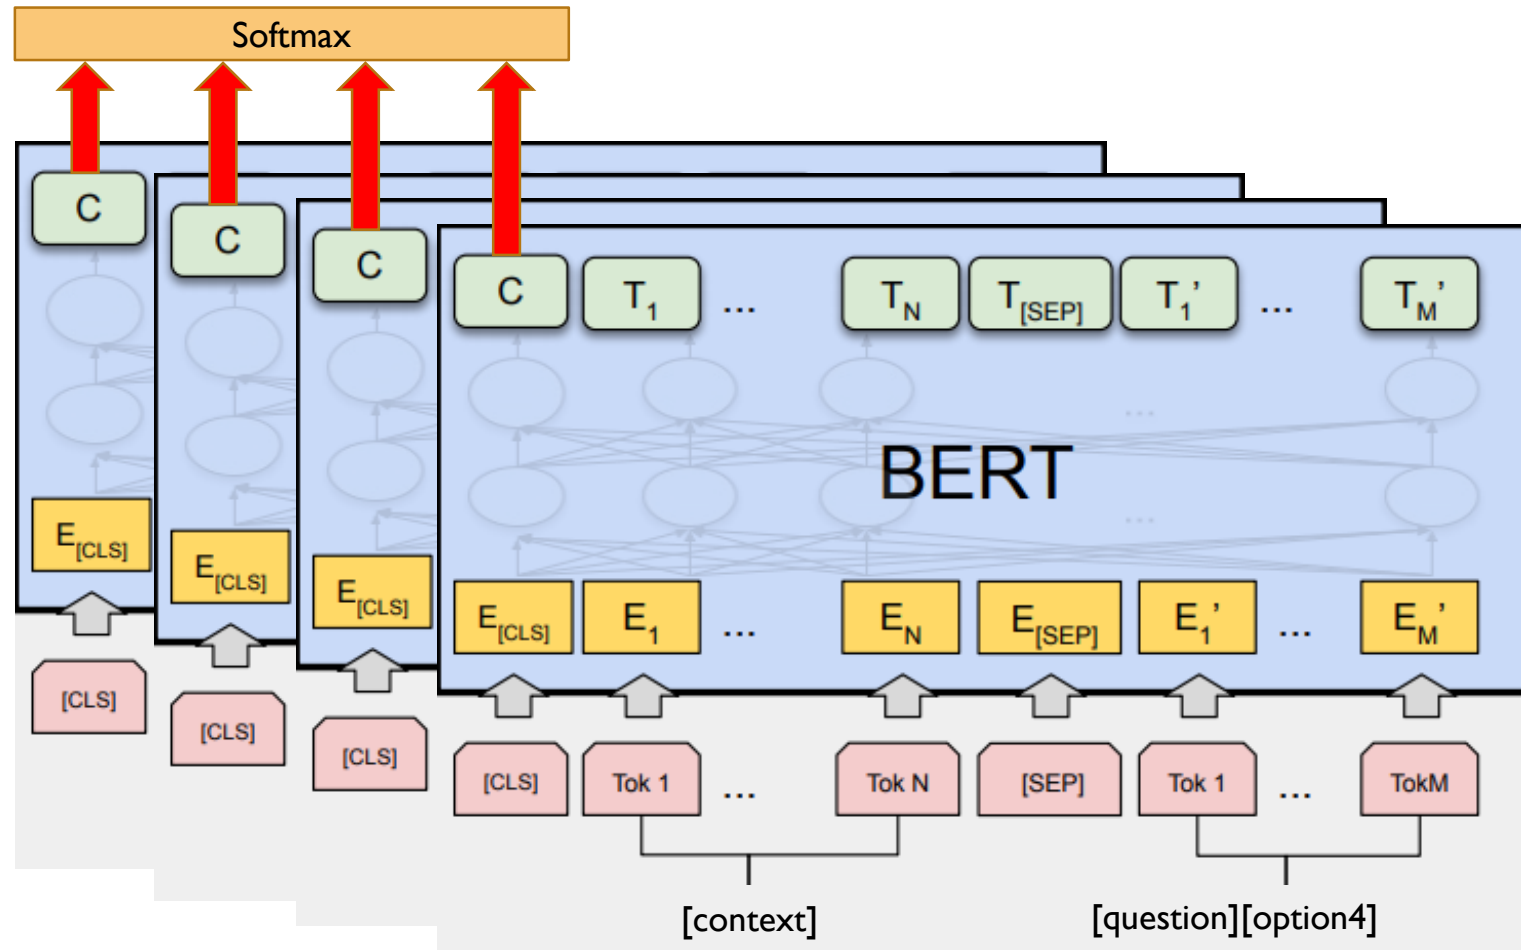 Softmax
C
C
C
C T1 ... TN T[SEP] T1’ ... TM’
...
BERT
...
E[CLS]
E[CLS]
E[CLS]
E[CLS] E1 ... EN E[SEP] E1’ ... EM’
[CLS]
[CLS]
[CLS]
[CLS] Tok 1 ... Tok N [SEP] Tok 1 ... TokM
[context] [question][option4]